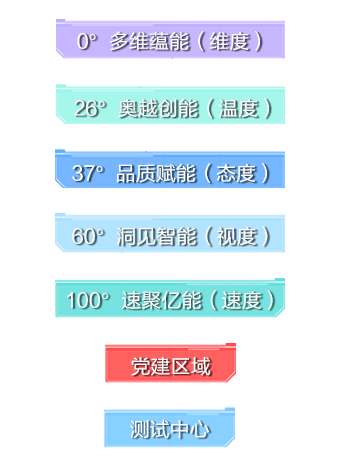 0° 多维蕴能（维度）
26° 奥越创能（温度）
37° 品质赋能（态度）
60° 洞见智能（视度）
100° 速聚亿能（速度）
党建区域
测试中心